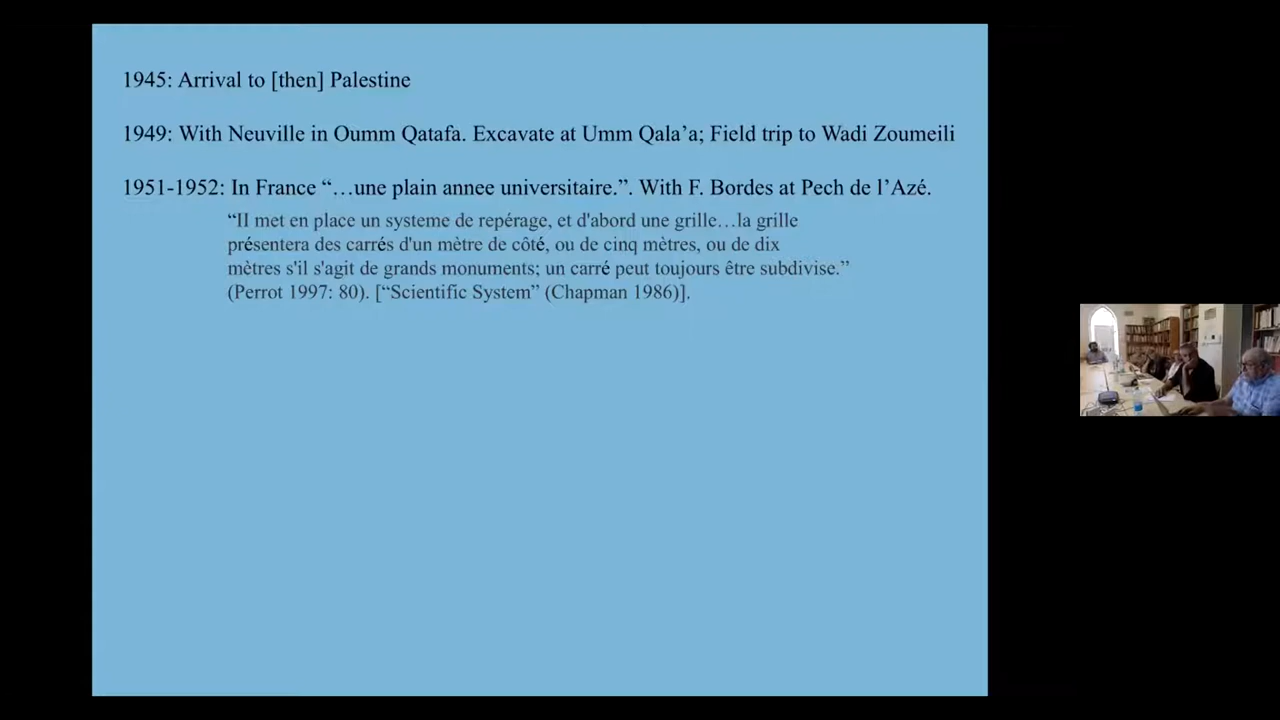 1945: Arrival to [then] Palestine
1949: With Neuville in Oumm Qatafa. Excavate at Umm Qala’a; Field trip to Wadi Zoumeili
1951-1952: In France “…une plain annee universitaire.”. With F. Bordes at Pech de l’Azé.
“Il met en place un systeme de repérage, et d'abord une grille…la grille
présentera des carrés d'un mètre de côté, ou de cinq mètres, ou de dix
mètres s'il s'agit de grands monuments; un carré peut toujours être subdivise.”
(Perrot 1997: 80). [“Scientific System” (Chapman 1986)].